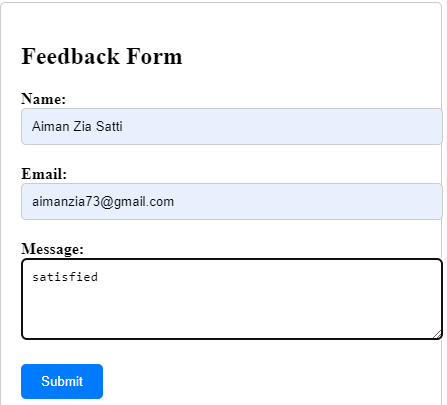 Feedback Form
Name:
Aiman Zia Satti
Email:
aimanzia73@gmail.com
Message:
satisfied
Submit